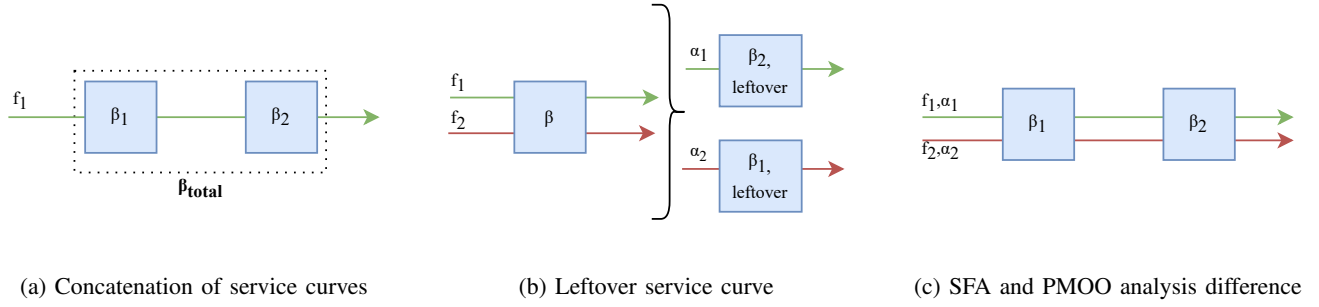 f₁
β₁
β₂
β_total
(a) Concatenation of service curves
f₁
f₂
β
α₁
β₂,
leftover
α₂
β₁,
leftover
(b) Leftover service curve
f₁,α₁
f₂,α₂
β₁
β₂
(c) SFA and PMOO analysis difference